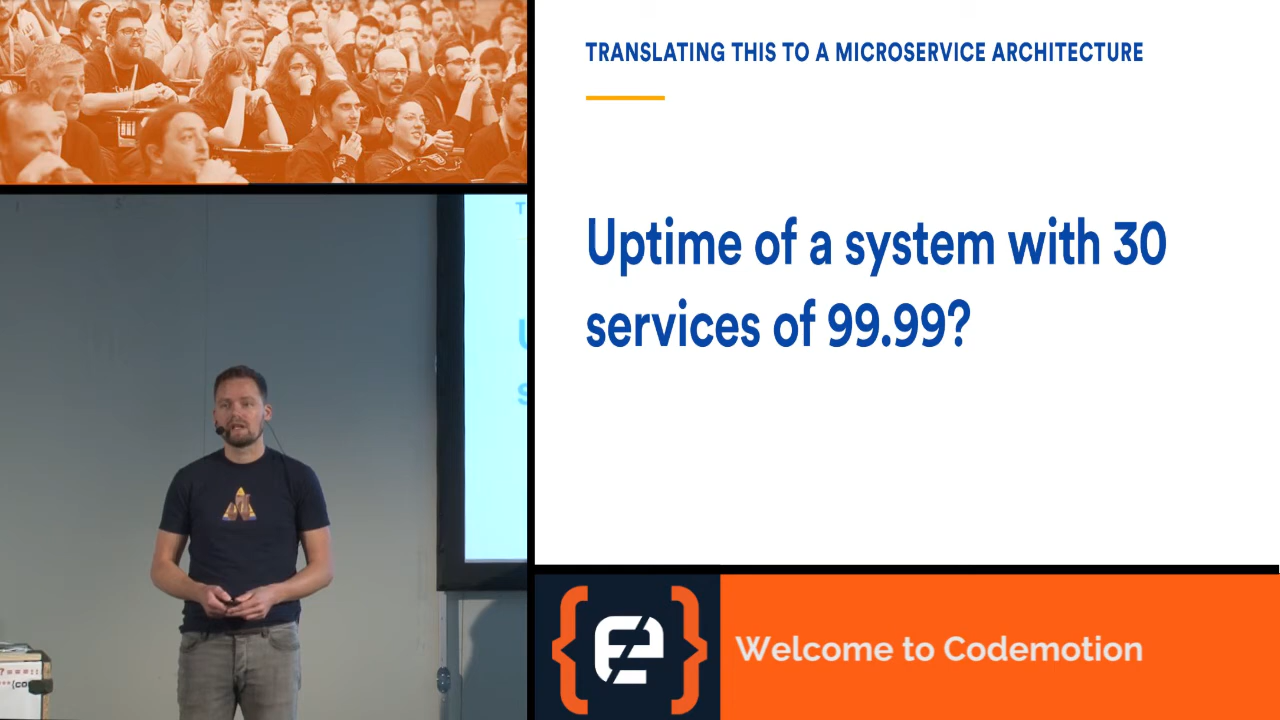 TRANSLATING THIS TO A MICROSERVICE ARCHITECTURE
Uptime of a system with 30
services of 99.99?
Welcome to Codemotion